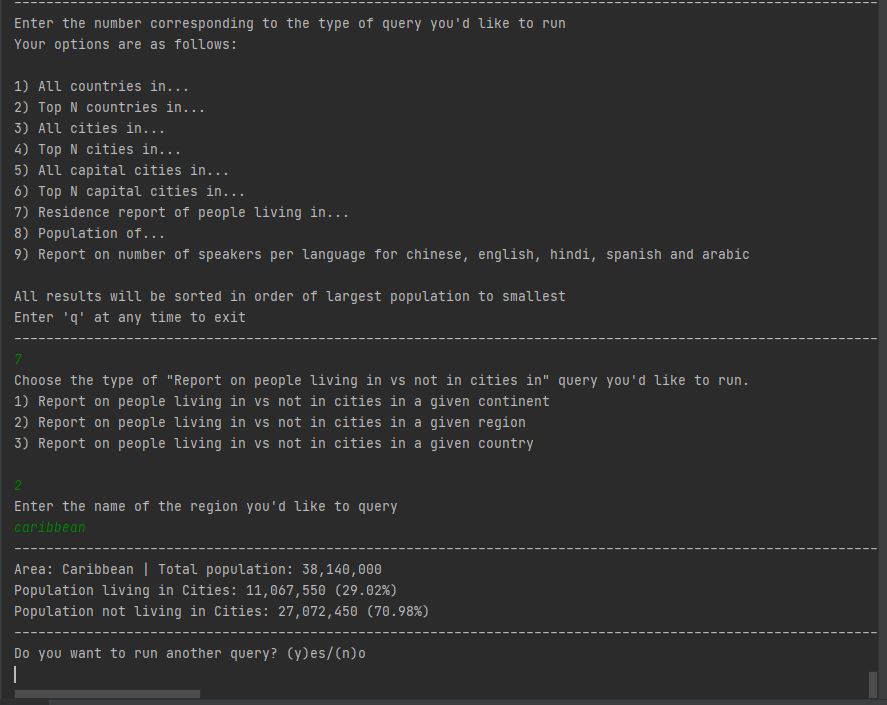 --------------------------------------------------------------------------------------------------------------
Enter the number corresponding to the type of query you'd like to run
Your options are as follows:

1) All countries in...
2) Top N countries in...
3) All cities in...
4) Top N cities in...
5) All capital cities in...
6) Top N capital cities in...
7) Residence report of people living in...
8) Population of...
9) Report on number of speakers per language for chinese, english, hindi, spanish and arabic

All results will be sorted in order of largest population to smallest
Enter 'q' at any time to exit
--------------------------------------------------------------------------------------------------------------
7
Choose the type of "Report on people living in vs not in cities in" query you'd like to run.
1) Report on people living in vs not in cities in a given continent
2) Report on people living in vs not in cities in a given region
3) Report on people living in vs not in cities in a given country

2
Enter the name of the region you'd like to query
caribbean
--------------------------------------------------------------------------------------------------------------
Area: Caribbean | Total population: 38,140,000
Population living in Cities: 11,067,550 (29.02%)
Population not living in Cities: 27,072,450 (70.98%)
--------------------------------------------------------------------------------------------------------------
Do you want to run another query? (y)es/(n)o